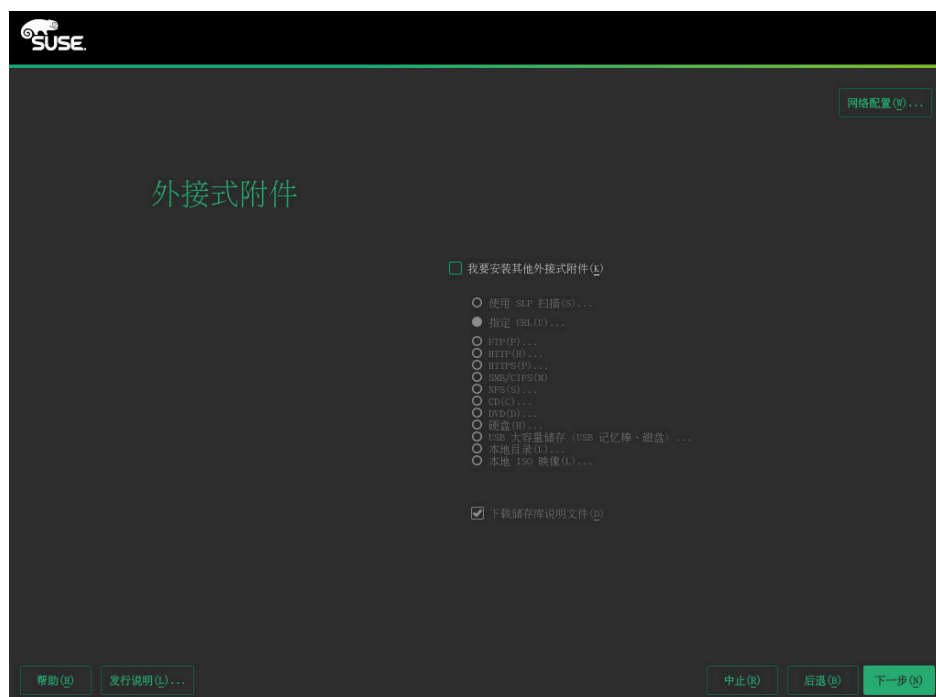 SUSE.
网络配置(W)...
外接式附件
我要安装其他外接式附件(K)
使用 SLP 扫描(S)...
指定 URL(U)...
FTP(F)...
HTTP(H)...
HTTPS(P)...
SMB/CIFS(M)
NFS(S)...
CD(C)...
DVD(D)...
硬盘(H)...
USB 大容量储存（USB 记忆棒、磁盘）...
本地目录(L)...
本地 ISO 映像(L)...
下载储存库说明文件(D)
帮助(H) 发行说明(L)... 中止(R) 后退(B) 下一步(N)